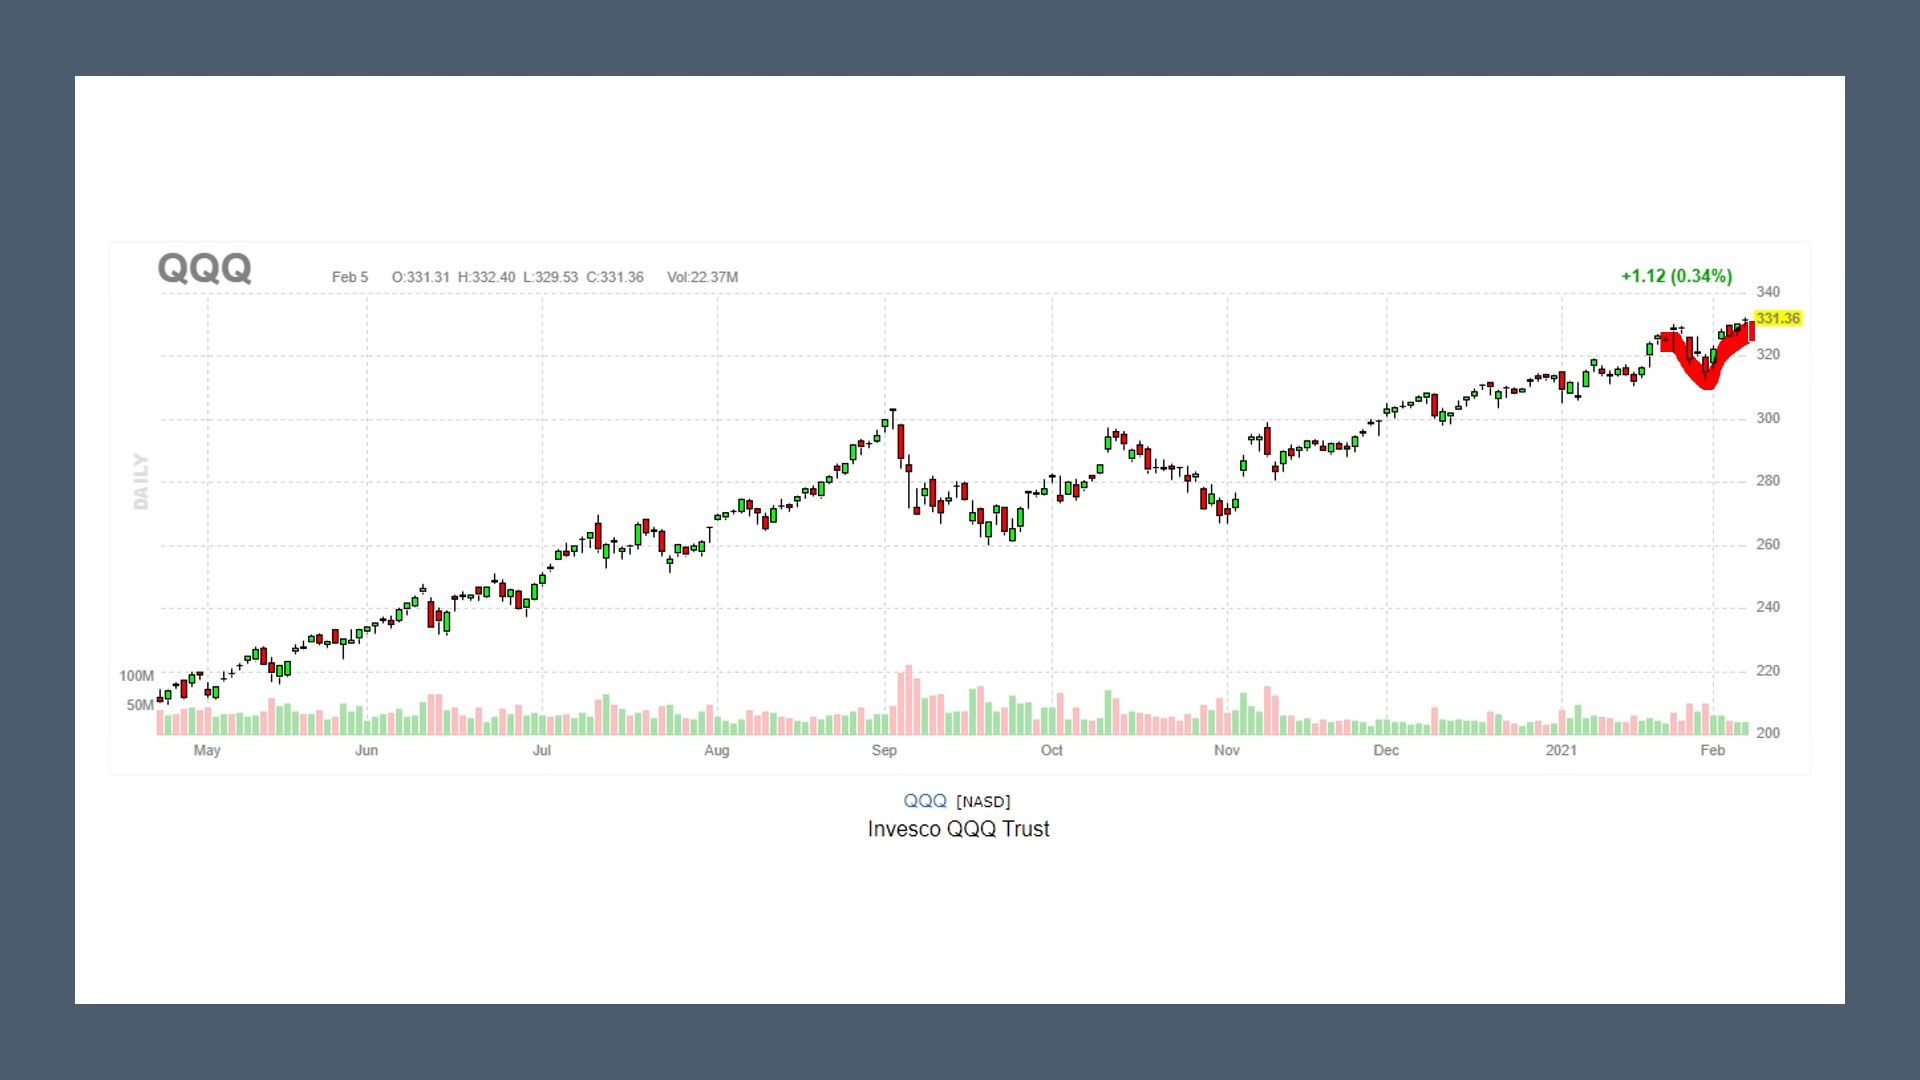 QQQ Feb 5 O:331.31 H:332.40 L:329.53 C:331.36 Vol:22.37M +1.12 (0.34%)
340
331.36
320
300
280
260
240
220
200
DAILY
100M
50M
May Jun Jul Aug Sep Oct Nov Dec 2021 Feb
QQQ [NASD]
Invesco QQQ Trust